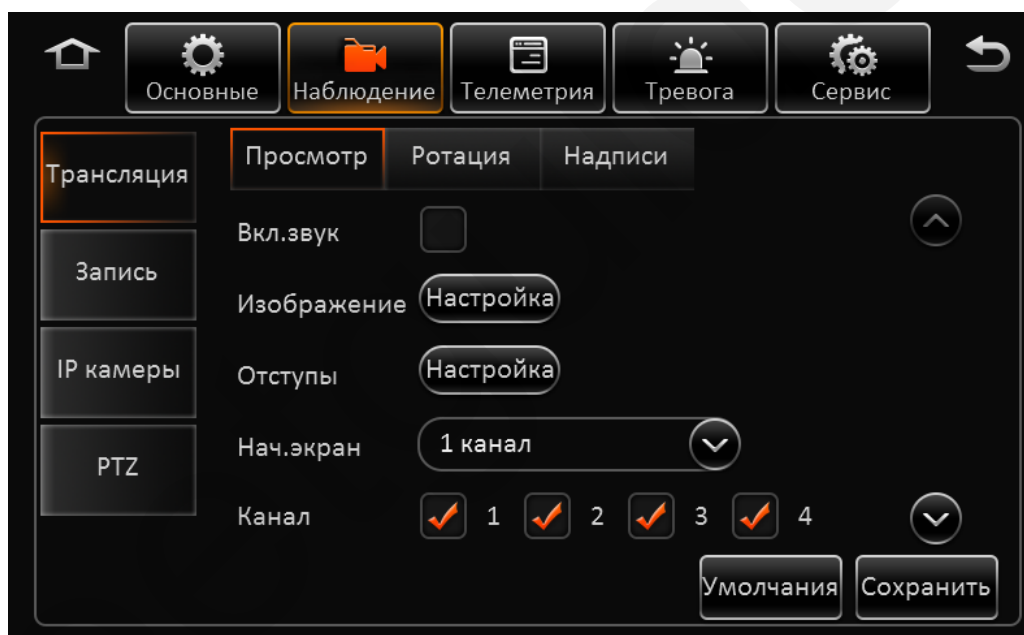 Основные Наблюдение Телеметрия Тревога Сервис
Трансляция
Просмотр Ротация Надписи
Вкл.звук
Запись
Изображение Настройка
IP камеры
Отступы Настройка
Нач.экран 1 канал
PTZ
Канал 1 2 3 4
Умолчания Сохранить